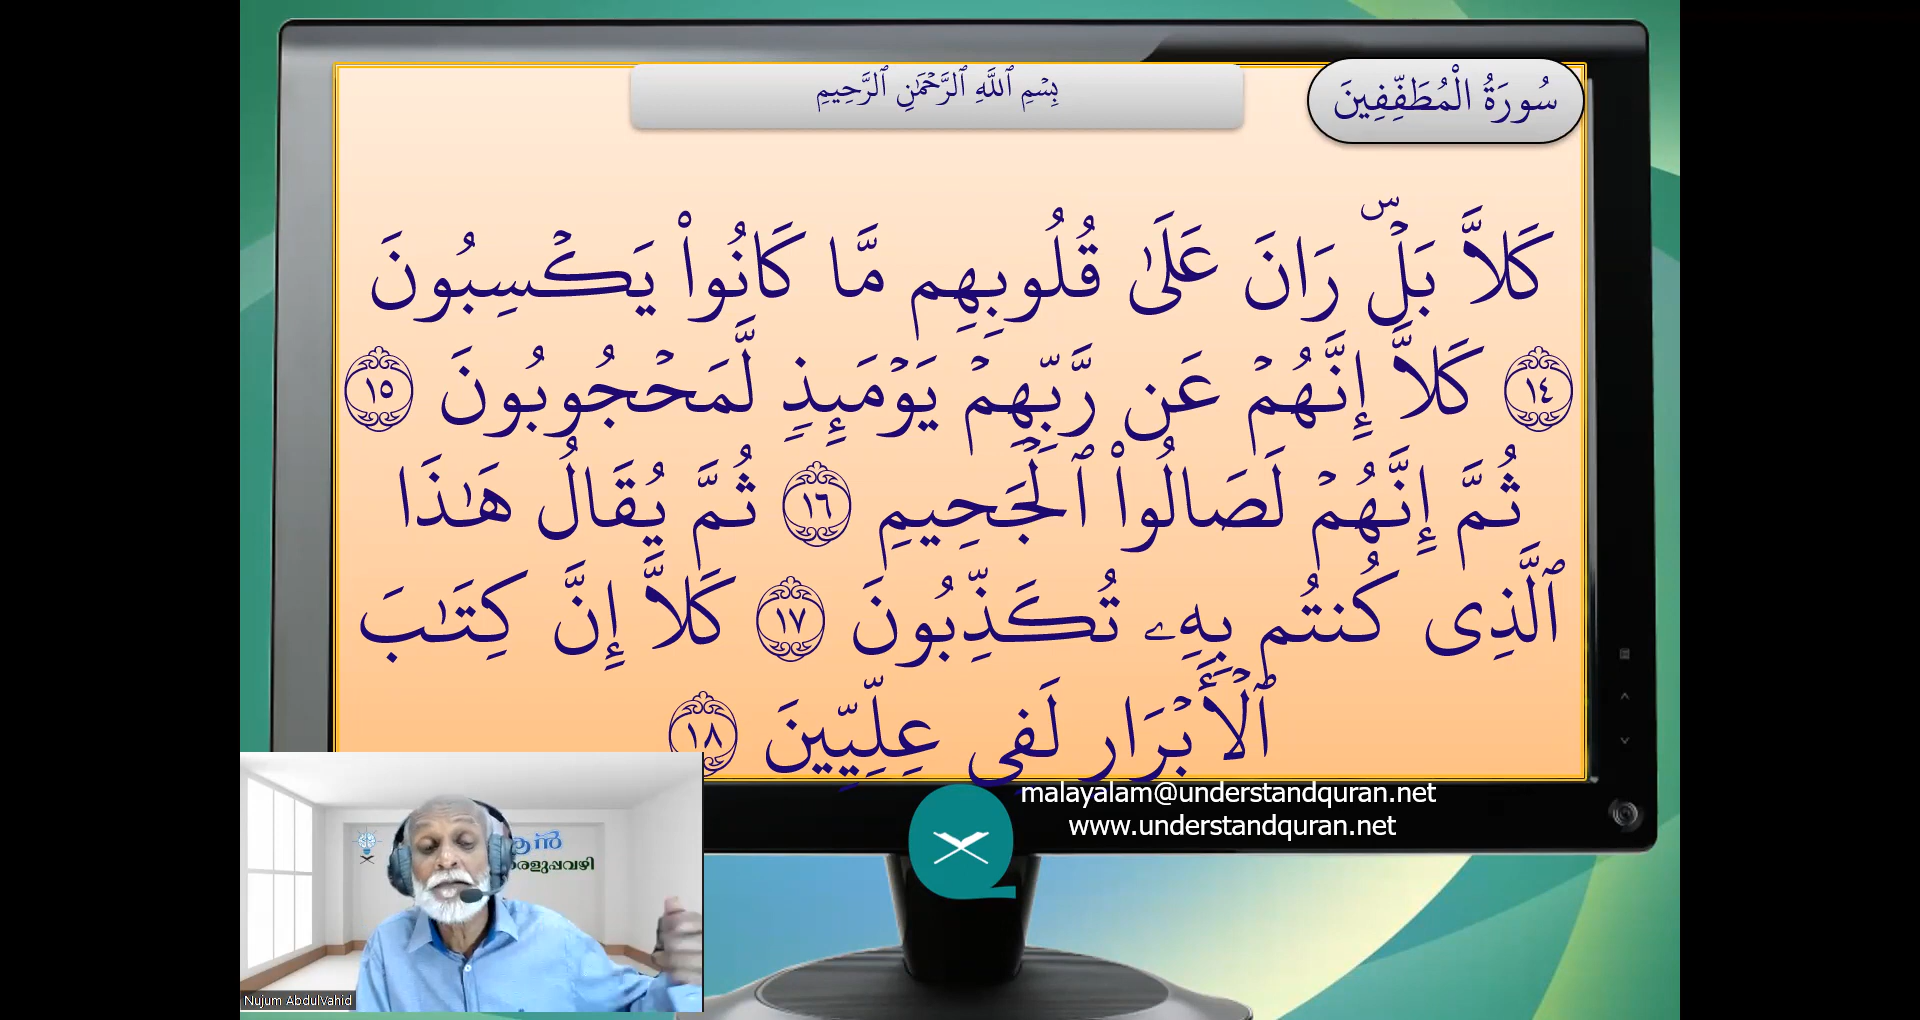 سُورَةُ الْمُطَفِّفِينَ
بِسْمِ ٱللَّهِ ٱلرَّحْمَٰنِ ٱلرَّحِيمِ
كَلَّا بَلْ ۜ رَانَ عَلَىٰ قُلُوبِهِم مَّا كَانُوا۟ يَكْسِبُونَ
١٤ كَلَّا إِنَّهُمْ عَن رَّبِّهِمْ يَوْمَئِذٍ لَّمَحْجُوبُونَ ١٥
ثُمَّ إِنَّهُمْ لَصَالُوا۟ ٱلْجَحِيمِ ١٦ ثُمَّ يُقَالُ هَٰذَا
ٱلَّذِى كُنتُم بِهِۦ تُكَذِّبُونَ ١٧ كَلَّا إِنَّ كِتَٰبَ
ٱلْأَبْرَارِ لَفِى عِلِّيِّينَ ١٨
malayalam@understandquran.net
www.understandquran.net
Nujum AbdulVahid